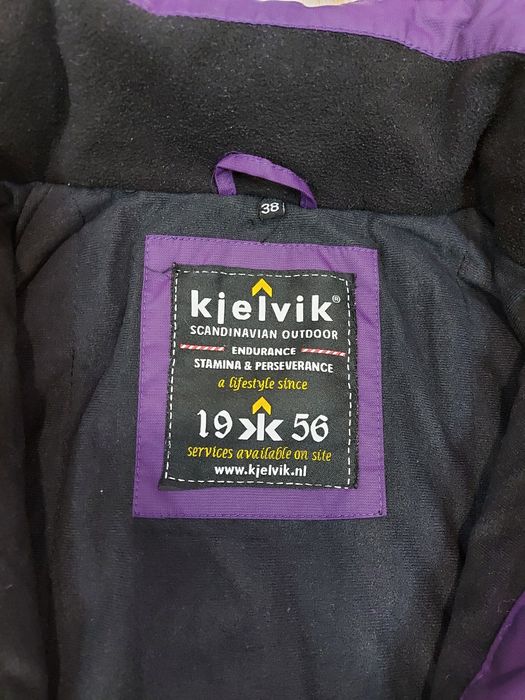 38
kjelvik®
SCANDINAVIAN OUTDOOR
ENDURANCE
STAMINA & PERSEVERANCE
a lifestyle since
19 k 56
services available on site
www.kjelvik.nl